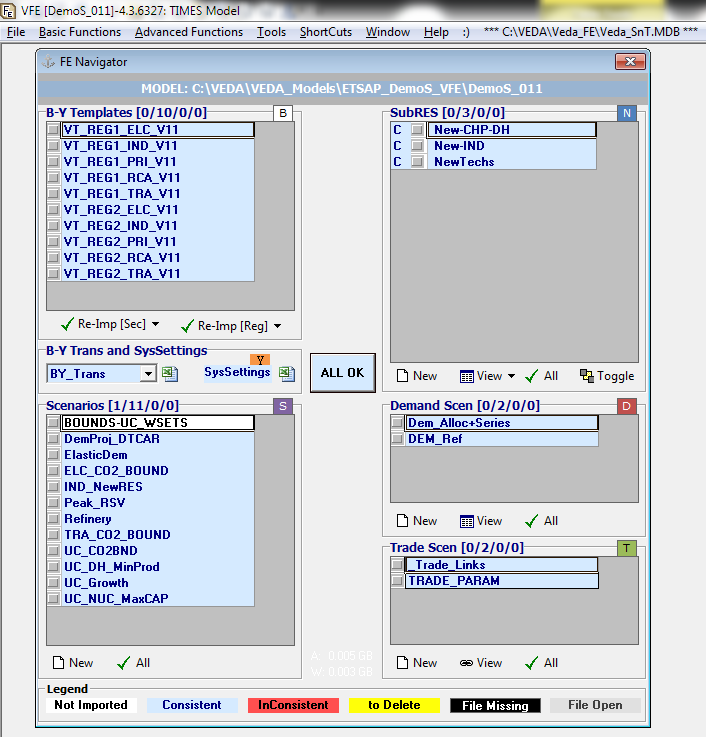 VFE [DemoS_011]-4.3.6327: TIMES Model
File Basic Functions Advanced Functions Tools ShortCuts Window Help :) *** C:\VEDA\Veda_FE\Veda_SnT.MDB ***
FE Navigator
MODEL: C:\VEDA\VEDA_Models\ETSAP_DemoS_VFE\DemoS_011
B-Y Templates [0/10/0/0]
B
VT_REG1_ELC_V11
VT_REG1_IND_V11
VT_REG1_PRI_V11
VT_REG1_RCA_V11
VT_REG1_TRA_V11
VT_REG2_ELC_V11
VT_REG2_IND_V11
VT_REG2_PRI_V11
VT_REG2_RCA_V11
VT_REG2_TRA_V11
Re-Imp [Sec] Re-Imp [Reg]
SubRES [0/3/0/0]
N
C New-CHP-DH
C New-IND
C NewTechs
New View All Toggle
B-Y Trans and SysSettings
BY_Trans
Y
SysSettings
ALL OK
Scenarios [1/11/0/0]
S
BOUNDS-UC_WSETS
DemProj_DTCAR
ElasticDem
ELC_CO2_BOUND
IND_NewRES
Peak_RSV
Refinery
TRA_CO2_BOUND
UC_CO2BND
UC_DH_MinProd
UC_Growth
UC_NUC_MaxCAP
New All
Demand Scen [0/2/0/0]
D
Dem_Alloc+Series
DEM_Ref
New View All
Trade Scen [0/2/0/0]
T
_Trade_Links
TRADE_PARAM
New View All
A: 0.005 GB
W: 0.003 GB
Legend
Not Imported Consistent InConsistent to Delete File Missing File Open